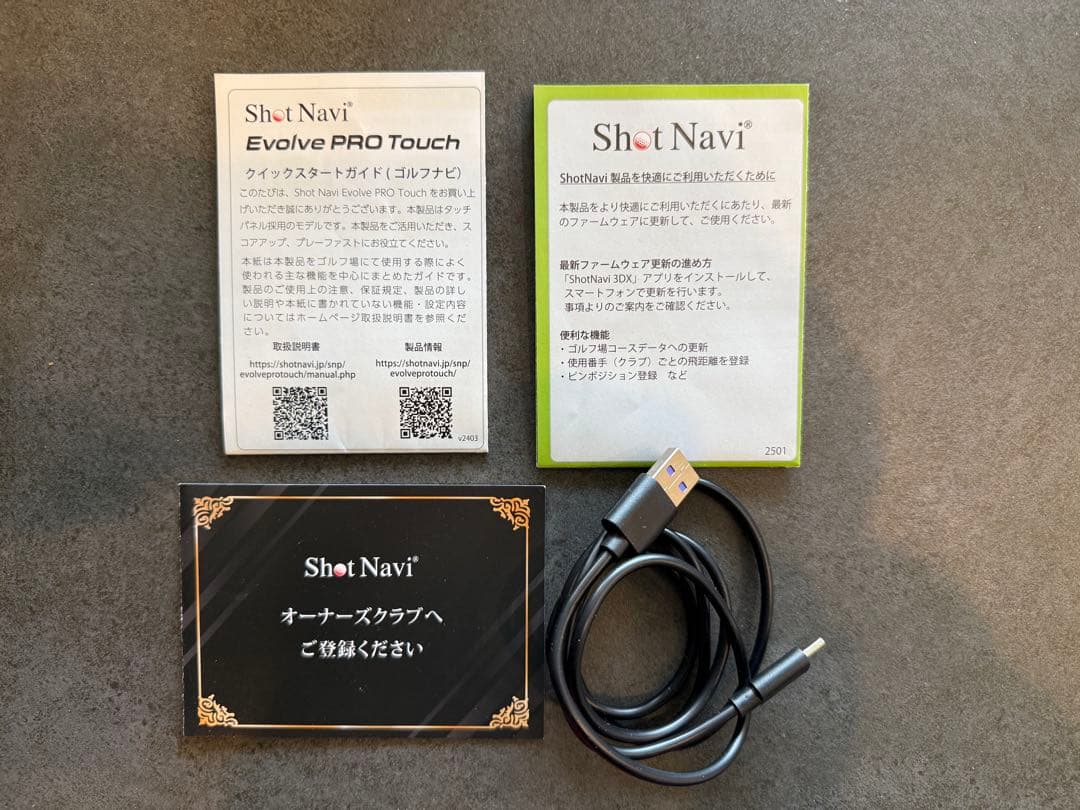 Shot Navi®
Evolve PRO Touch
クイックスタートガイド(ゴルフナビ)
このたびは、Shot Navi Evolve PRO Touch をお買い上
げいただき誠にありがとうございます。本製品はタッチ
パネル採用のモデルです。本製品をご活用いただき、ス
コアアップ、プレーファストにお役立てください。
本紙は本製品をゴルフ場にて使用する際によく
使われる主な機能を中心にまとめたガイドです。
製品のご使用上の注意、保証規定、製品の詳し
い説明や本紙に書かれていない機能・設定内容
についてはホームページ取扱説明書を参照くだ
さい。
取扱説明書
https://shotnavi.jp/snp/
evolveprotouch/manual.php
製品情報
https://shotnavi.jp/snp/
evolveprotouch/
v2403
Shot Navi®
ShotNavi 製品を快適にご利用いただくために
本製品をより快適にご利用いただくにあたり、最新
のファームウェアに更新して、ご使用ください。
最新ファームウェア更新の進め方
「ShotNavi 3DX」アプリをインストールして、
スマートフォンで更新を行います。
事項よりのご案内をご確認ください。
便利な機能
・ゴルフ場コースデータへの更新
・使用番手（クラブ）ごとの飛距離を登録
・ピンポジション登録　など
2501
Shot Navi®
オーナーズクラブへ
ご登録ください